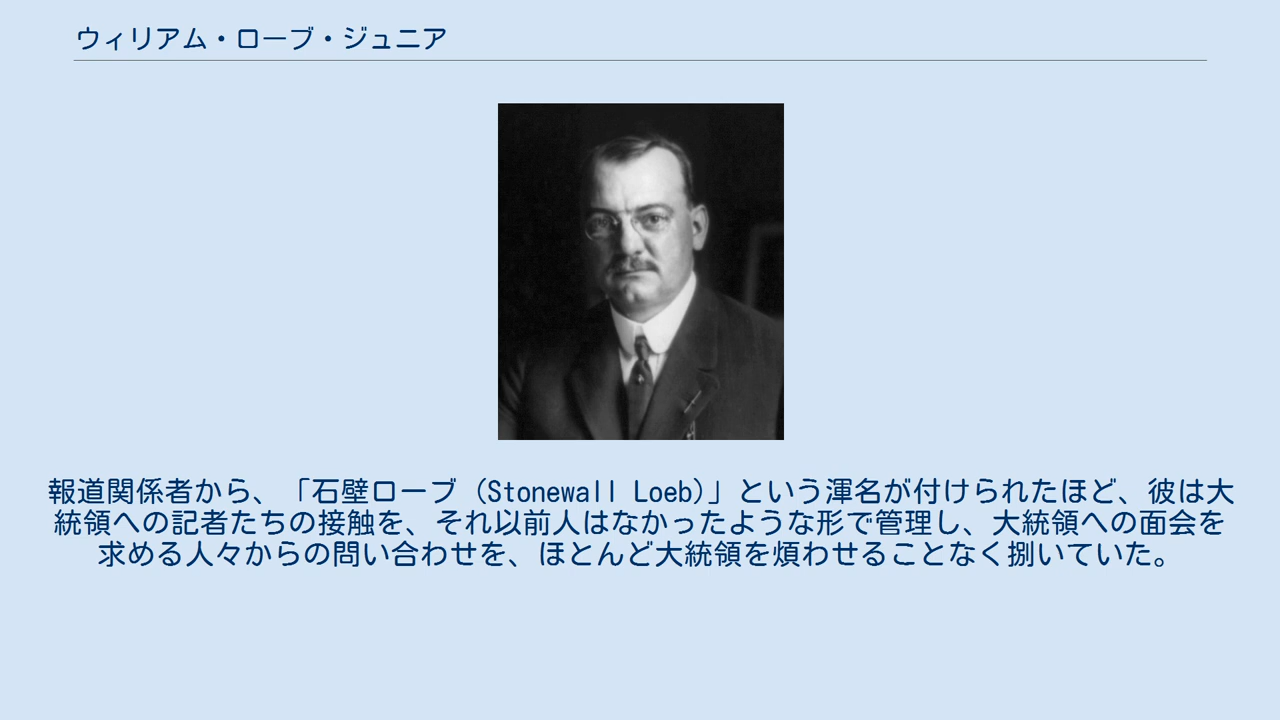 ウィリアム・ローブ・ジュニア
報道関係者から、「石壁ローブ（Stonewall Loeb）」という渾名が付けられたほど、彼は大
統領への記者たちの接触を、それ以前人はなかったような形で管理し、大統領への面会を
求める人々からの問い合わせを、ほとんど大統領を煩わせることなく捌いていた。